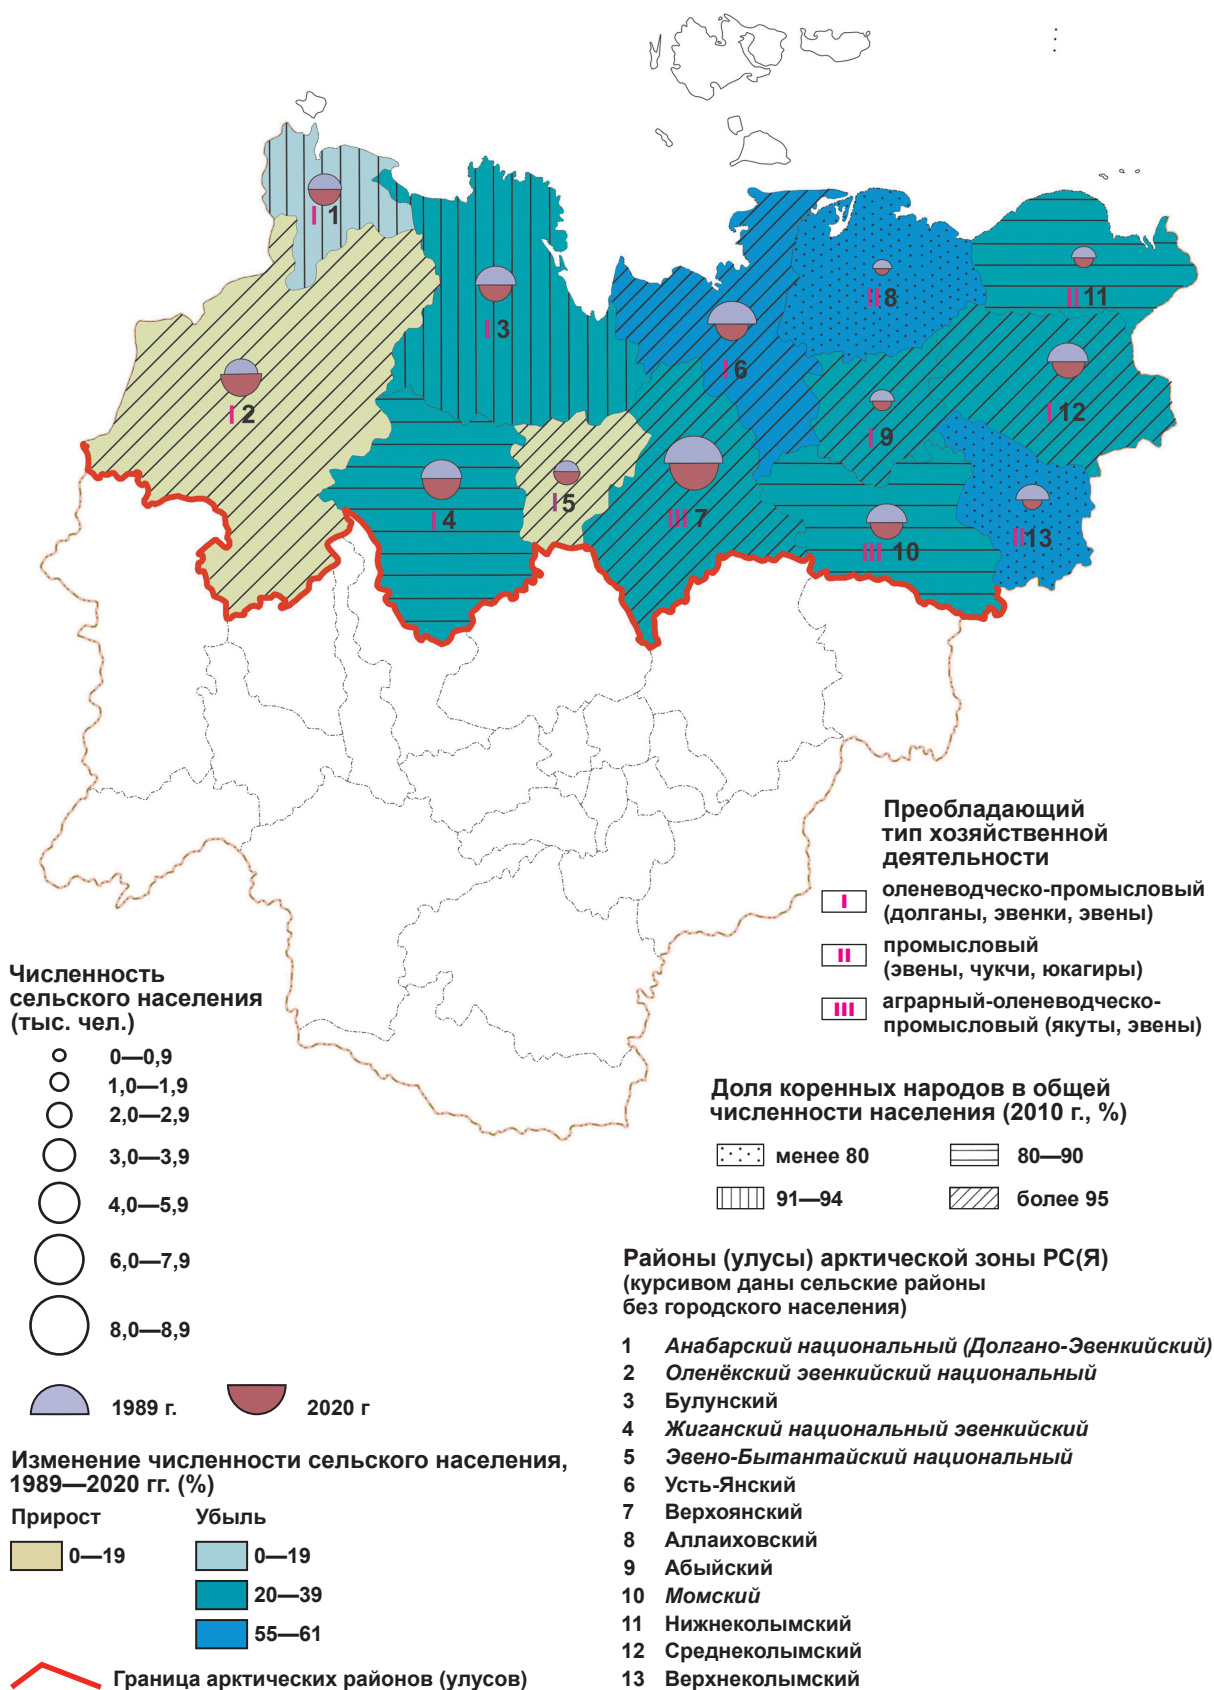 I 1
I 2
I 3
I 4
I 5
I 6
III 7
II 8
I 9
III 10
II 11
I 12
II 13
Преобладающий
тип хозяйственной
деятельности
I
оленеводческо-промысловый
(долганы, эвенки, эвены)
II
промысловый
(эвены, чукчи, юкагиры)
III
аграрный-оленеводческо-
промысловый (якуты, эвены)
Численность
сельского населения
(тыс. чел.)
0—0,9
1,0—1,9
2,0—2,9
3,0—3,9
4,0—5,9
6,0—7,9
8,0—8,9
1989 г.
2020 г
Доля коренных народов в общей
численности населения (2010 г., %)
менее 80
80—90
91—94
более 95
Изменение численности сельского населения,
1989—2020 гг. (%)
Прирост
Убыль
0—19
0—19
20—39
55—61
Граница арктических районов (улусов)
Районы (улусы) арктической зоны РС(Я)
(курсивом даны сельские районы
без городского населения)
1 Анабарский национальный (Долгано-Эвенкийский)
2 Оленёкский эвенкийский национальный
3 Булунский
4 Жиганский национальный эвенкийский
5 Эвено-Бытантайский национальный
6 Усть-Янский
7 Верхоянский
8 Аллаиховский
9 Абыйский
10 Момский
11 Нижнеколымский
12 Среднеколымский
13 Верхнеколымский